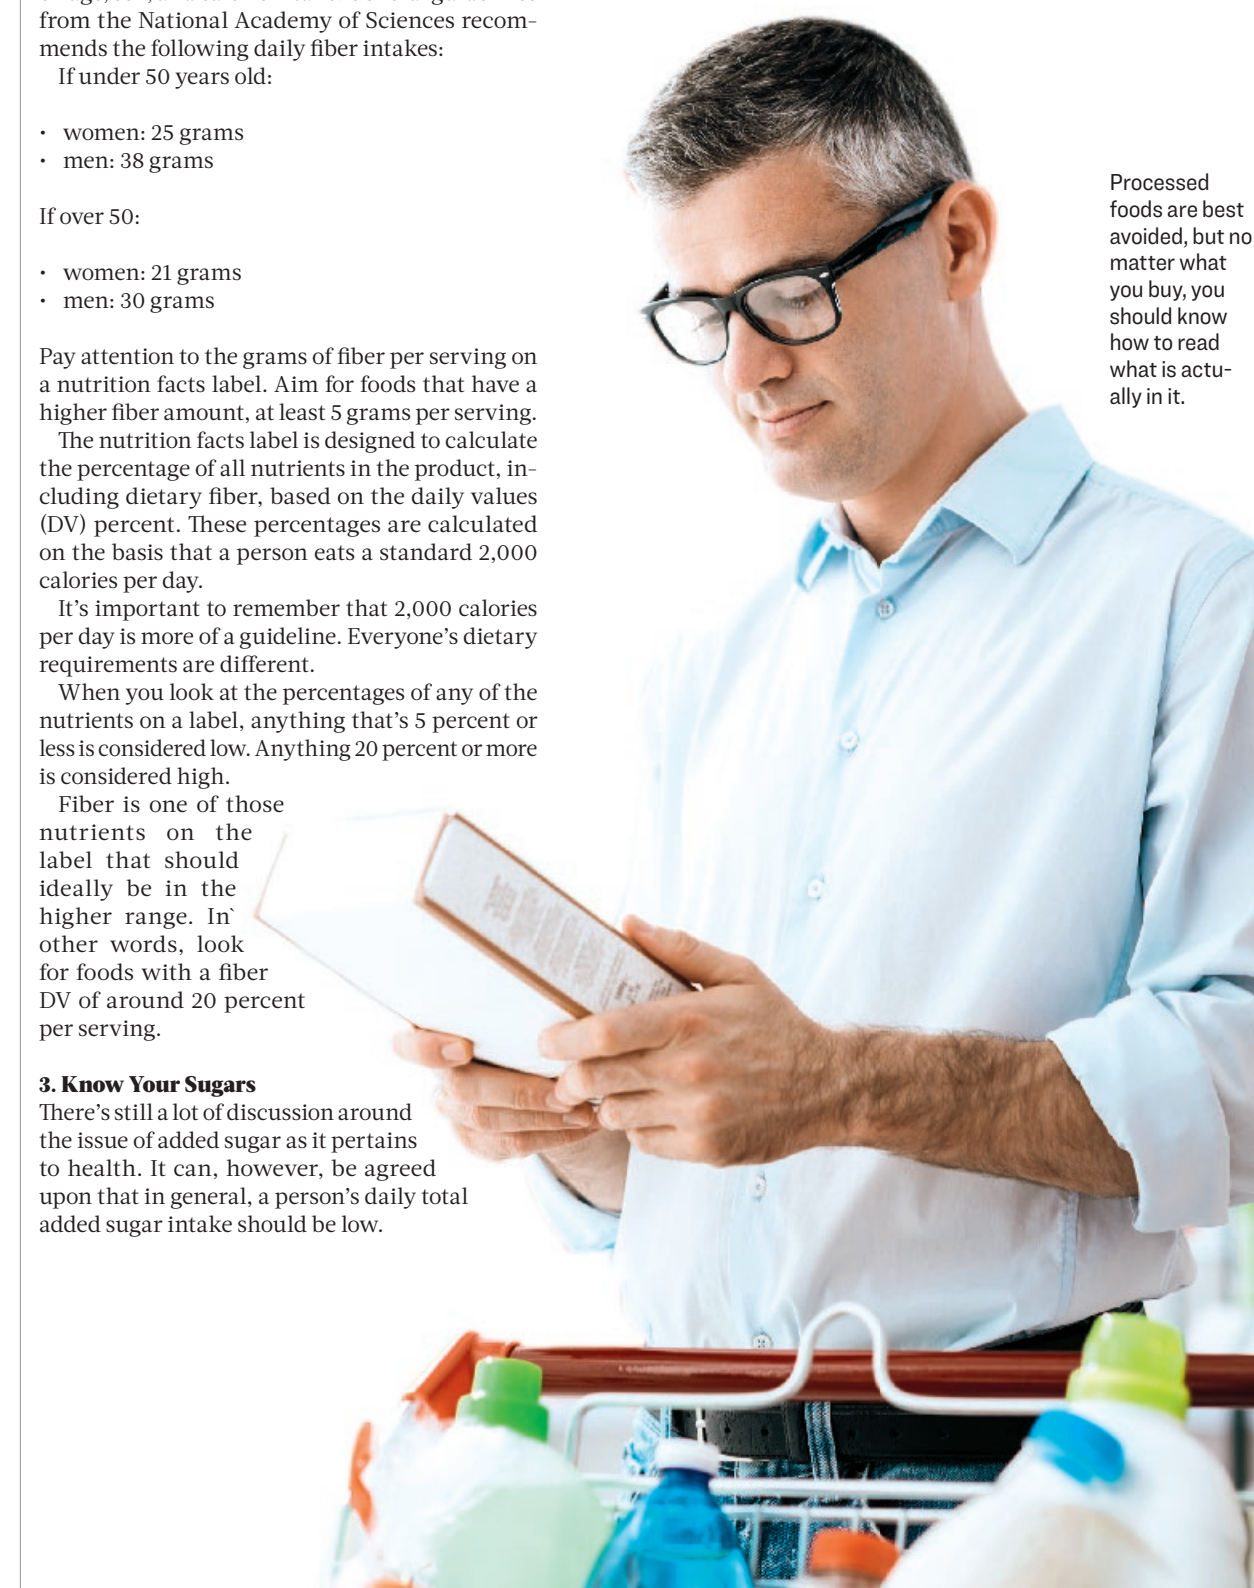 from the National Academy of Sciences recom-
mends the following daily fiber intakes:
If under 50 years old:
• women: 25 grams
• men: 38 grams
If over 50:
• women: 21 grams
• men: 30 grams
Pay attention to the grams of fiber per serving on
a nutrition facts label. Aim for foods that have a
higher fiber amount, at least 5 grams per serving.
The nutrition facts label is designed to calculate
the percentage of all nutrients in the product, in-
cluding dietary fiber, based on the daily values
(DV) percent. These percentages are calculated
on the basis that a person eats a standard 2,000
calories per day.
It's important to remember that 2,000 calories
per day is more of a guideline. Everyone's dietary
requirements are different.
When you look at the percentages of any of the
nutrients on a label, anything that's 5 percent or
less is considered low. Anything 20 percent or more
is considered high.
Fiber is one of those
nutrients on the
label that should
ideally be in the
higher range. In`
other words, look
for foods with a fiber
DV of around 20 percent
per serving.
3. Know Your Sugars
There's still a lot of discussion around
the issue of added sugar as it pertains
to health. It can, however, be agreed
upon that in general, a person's daily total
added sugar intake should be low.
Processed
foods are best
avoided, but no
matter what
you buy, you
should know
how to read
what is actu-
ally in it.